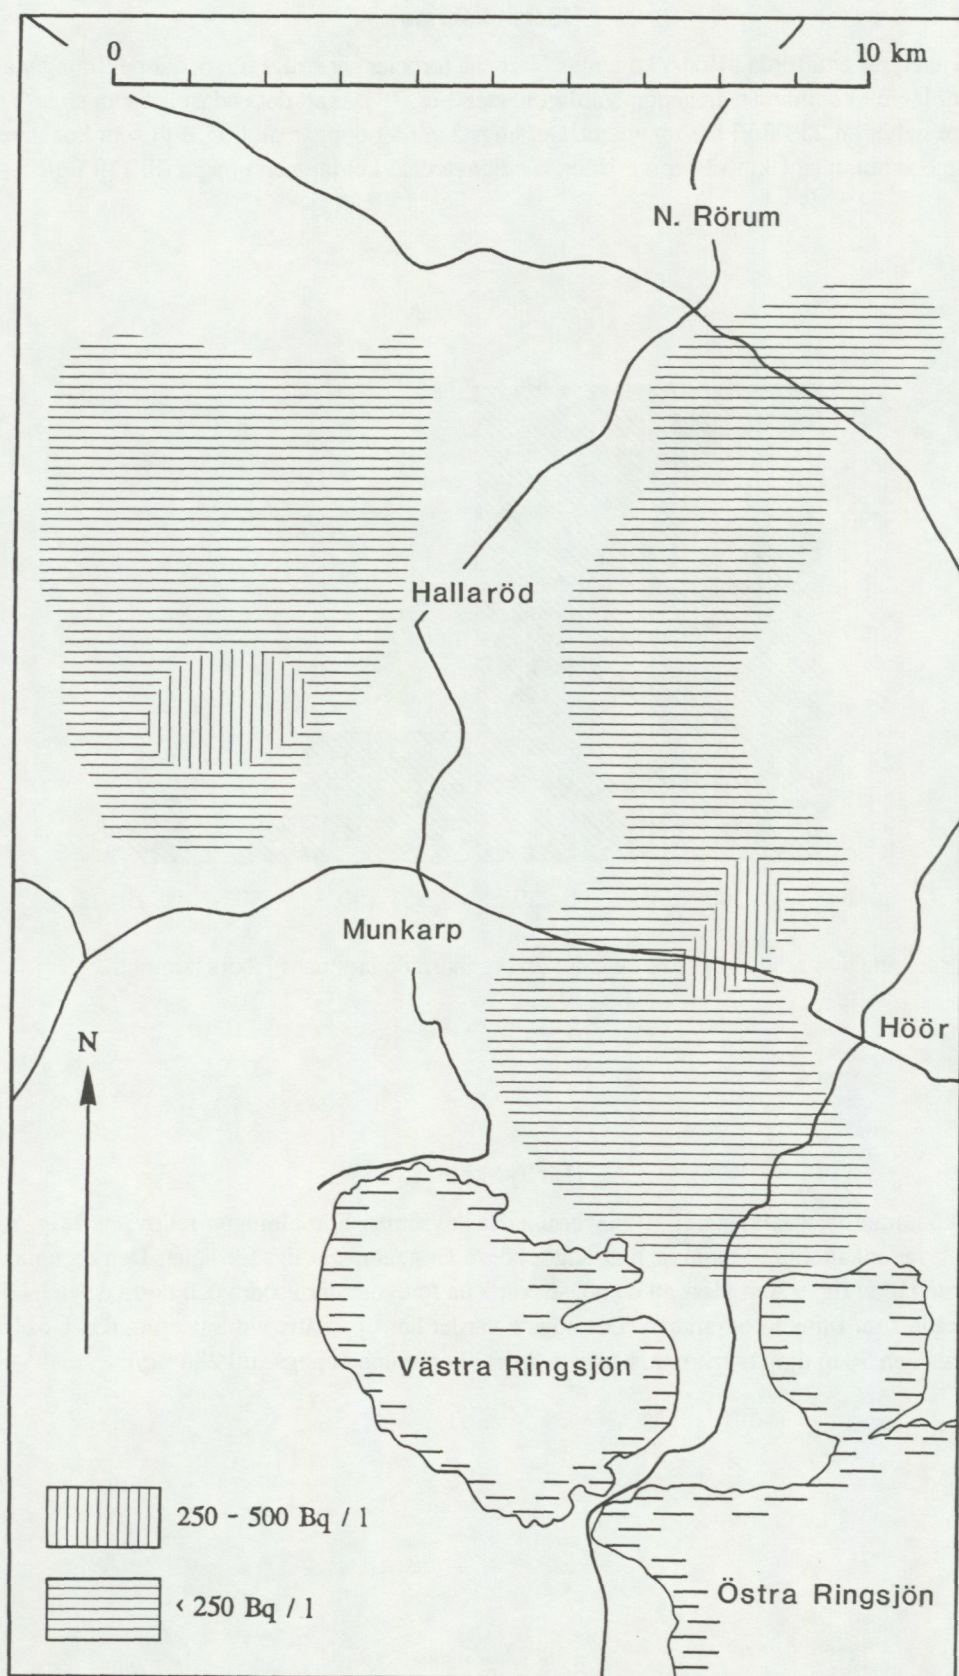 0 10 km
N. Rörum
Hallaröd
Munkarp
Höör
N
Västra Ringsjön
250 - 500 Bq / l
< 250 Bq / l
Östra Ringsjön